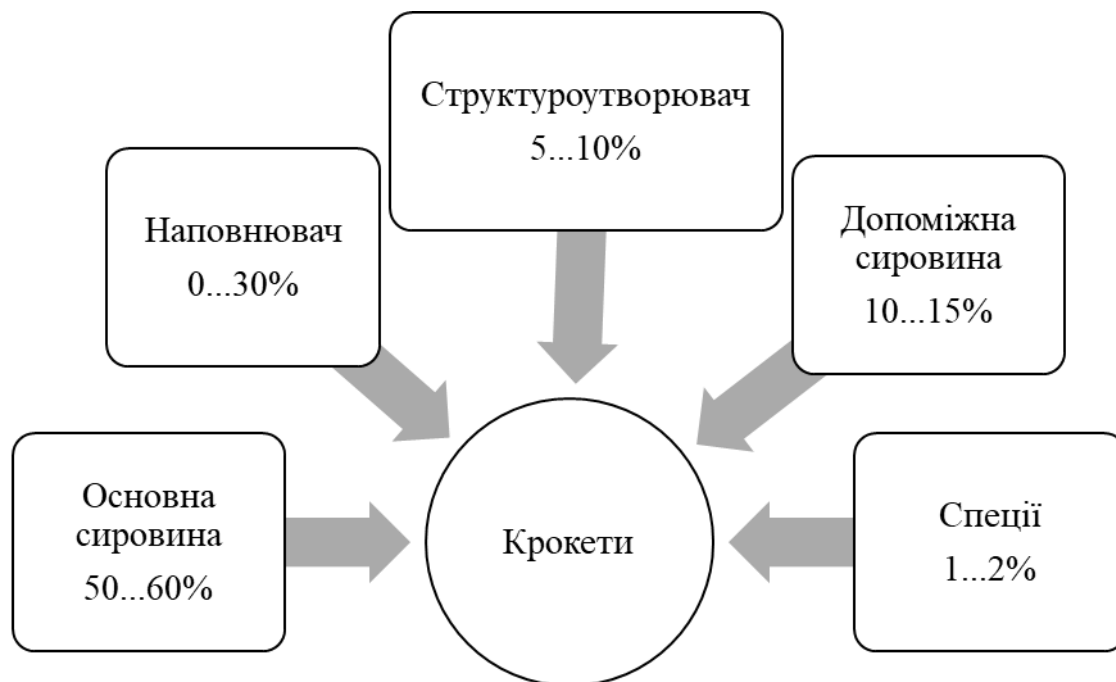 Структуроутворювач
5...10%
Наповнювач
0...30%
Допоміжна
сировина
10...15%
Основна
сировина
50...60%
Крокети
Спеції
1...2%